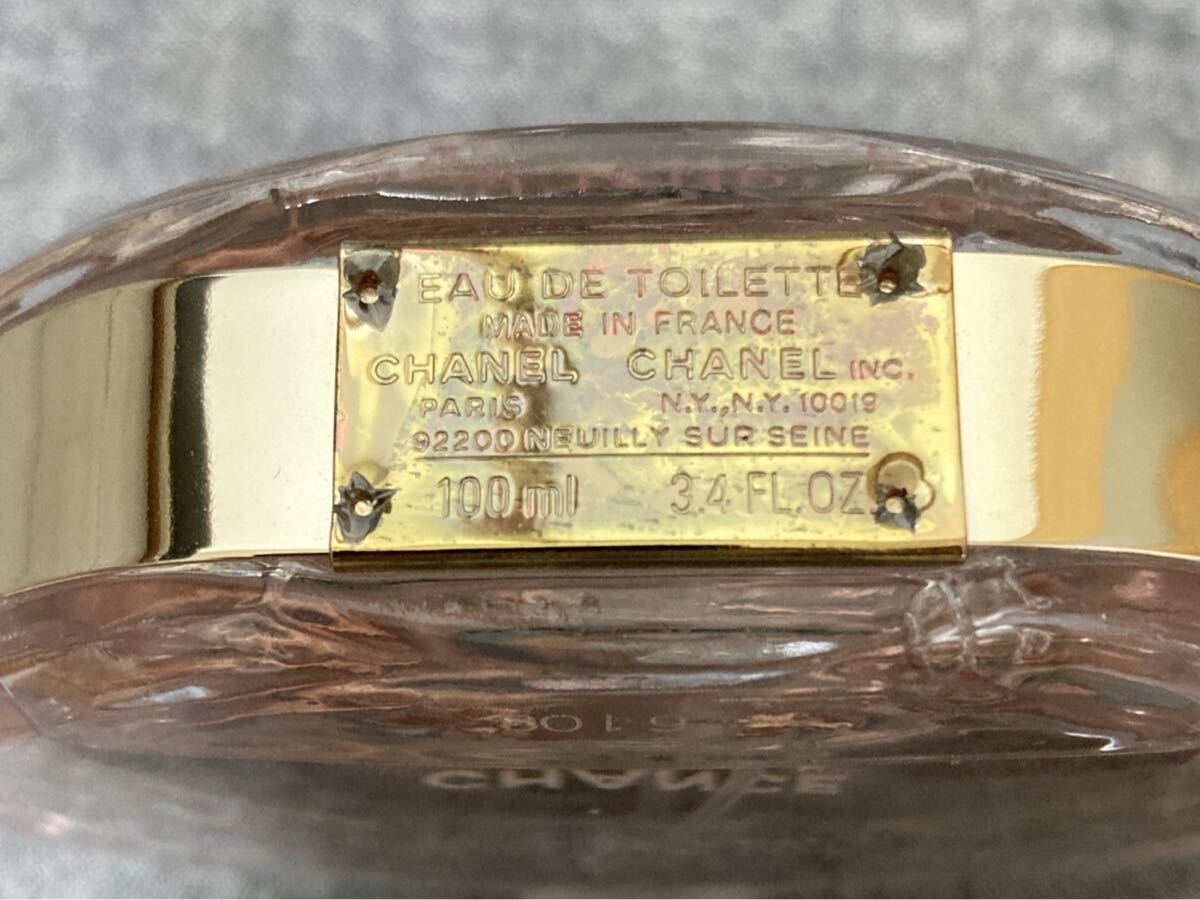 EAU DE TOILETTE
MADE IN FRANCE
CHANEL CHANEL INC.
PARIS N.Y., N.Y. 10019
92200 NEUILLY SUR SEINE
100 ml 3.4 FL.OZ.
CHANCE